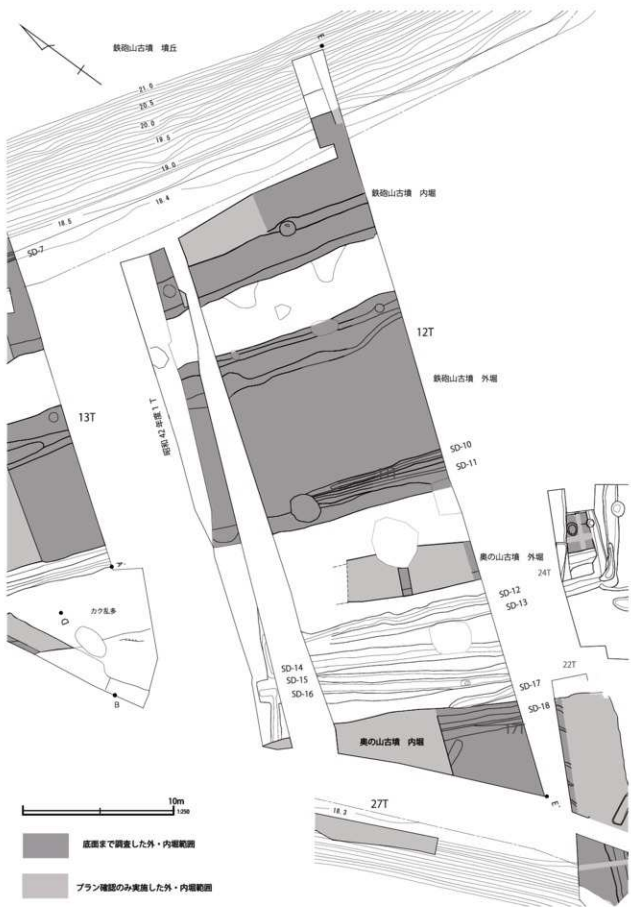 鉄砲山古墳 墳丘
E
21.0
20.5
20.0
19.5
19.0
18.5
18.4
鉄砲山古墳 内堀
SD-7
12T
鉄砲山古墳 外堀
13T
昭和42年度1T
SD-10
SD-11
奥の山古墳 外堀
24T
SD-12
SD-13
カク乱多
D
B
SD-14
SD-15
SD-16
22T
SD-17
SD-18
17T
奥の山古墳 内堀
E'
10m
1:250
27T
18.2
底面まで調査した外・内堀範囲
プラン確認のみ実施した外・内堀範囲